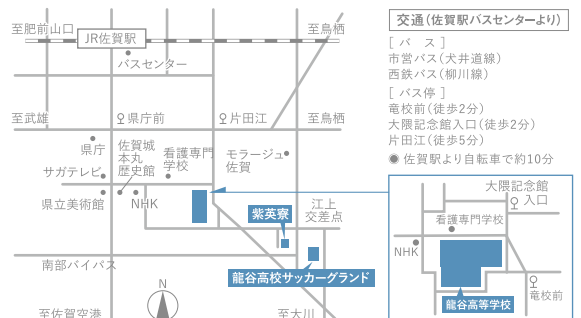 至肥前山口
JR佐賀駅
至鳥栖
バスセンター
至武雄
県庁前
片田江
至鳥栖
県庁
佐賀城
本丸
歴史館
看護専門
学校
モラージュ
佐賀
サガテレビ
県立美術館
NHK
紫英寮
江上
交差点
龍谷高校サッカーグランド
南部バイパス
N
至佐賀空港
至大川
交通(佐賀駅バスセンターより)
[バス]
市営バス(犬井道線)
西鉄バス(柳川線)
[バス停]
竜校前(徒歩2分)
大隈記念館入口(徒歩2分)
片田江(徒歩5分)
◉佐賀駅より自転車で約10分
大隈記念館
入口
看護専門学校
NHK
龍谷高等学校
竜校前